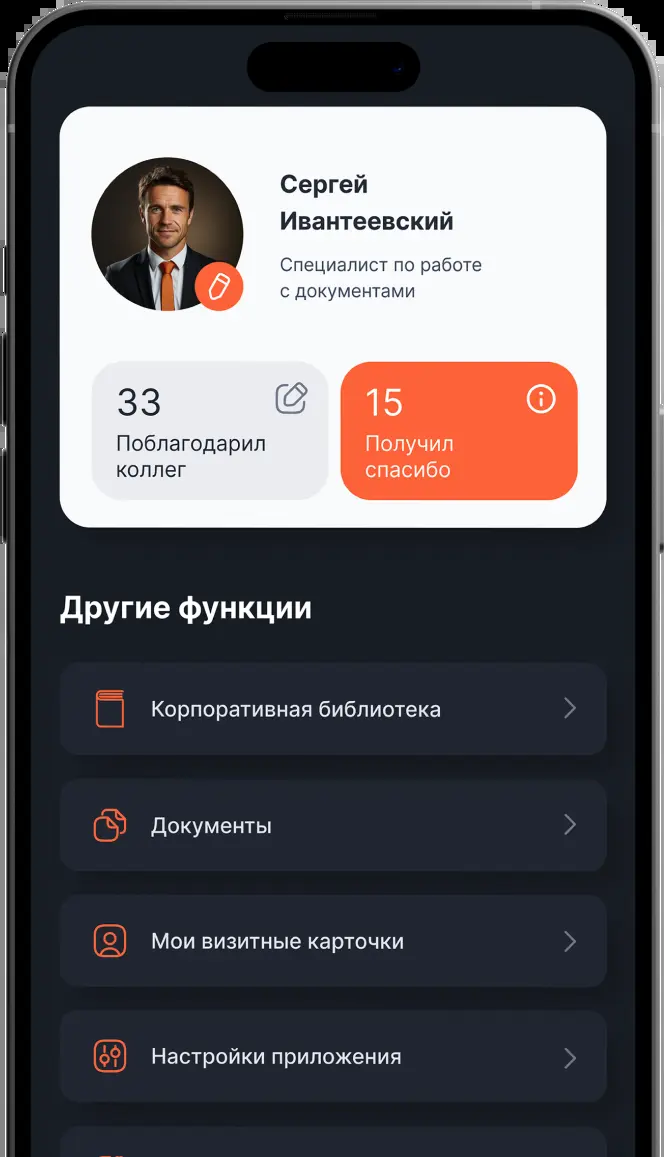 Сергей
Ивантеевский
Специалист по работе
с документами
33
Поблагодарил
коллег
15
Получил
спасибо
Другие функции
Корпоративная библиотека
Документы
Мои визитные карточки
Настройки приложения